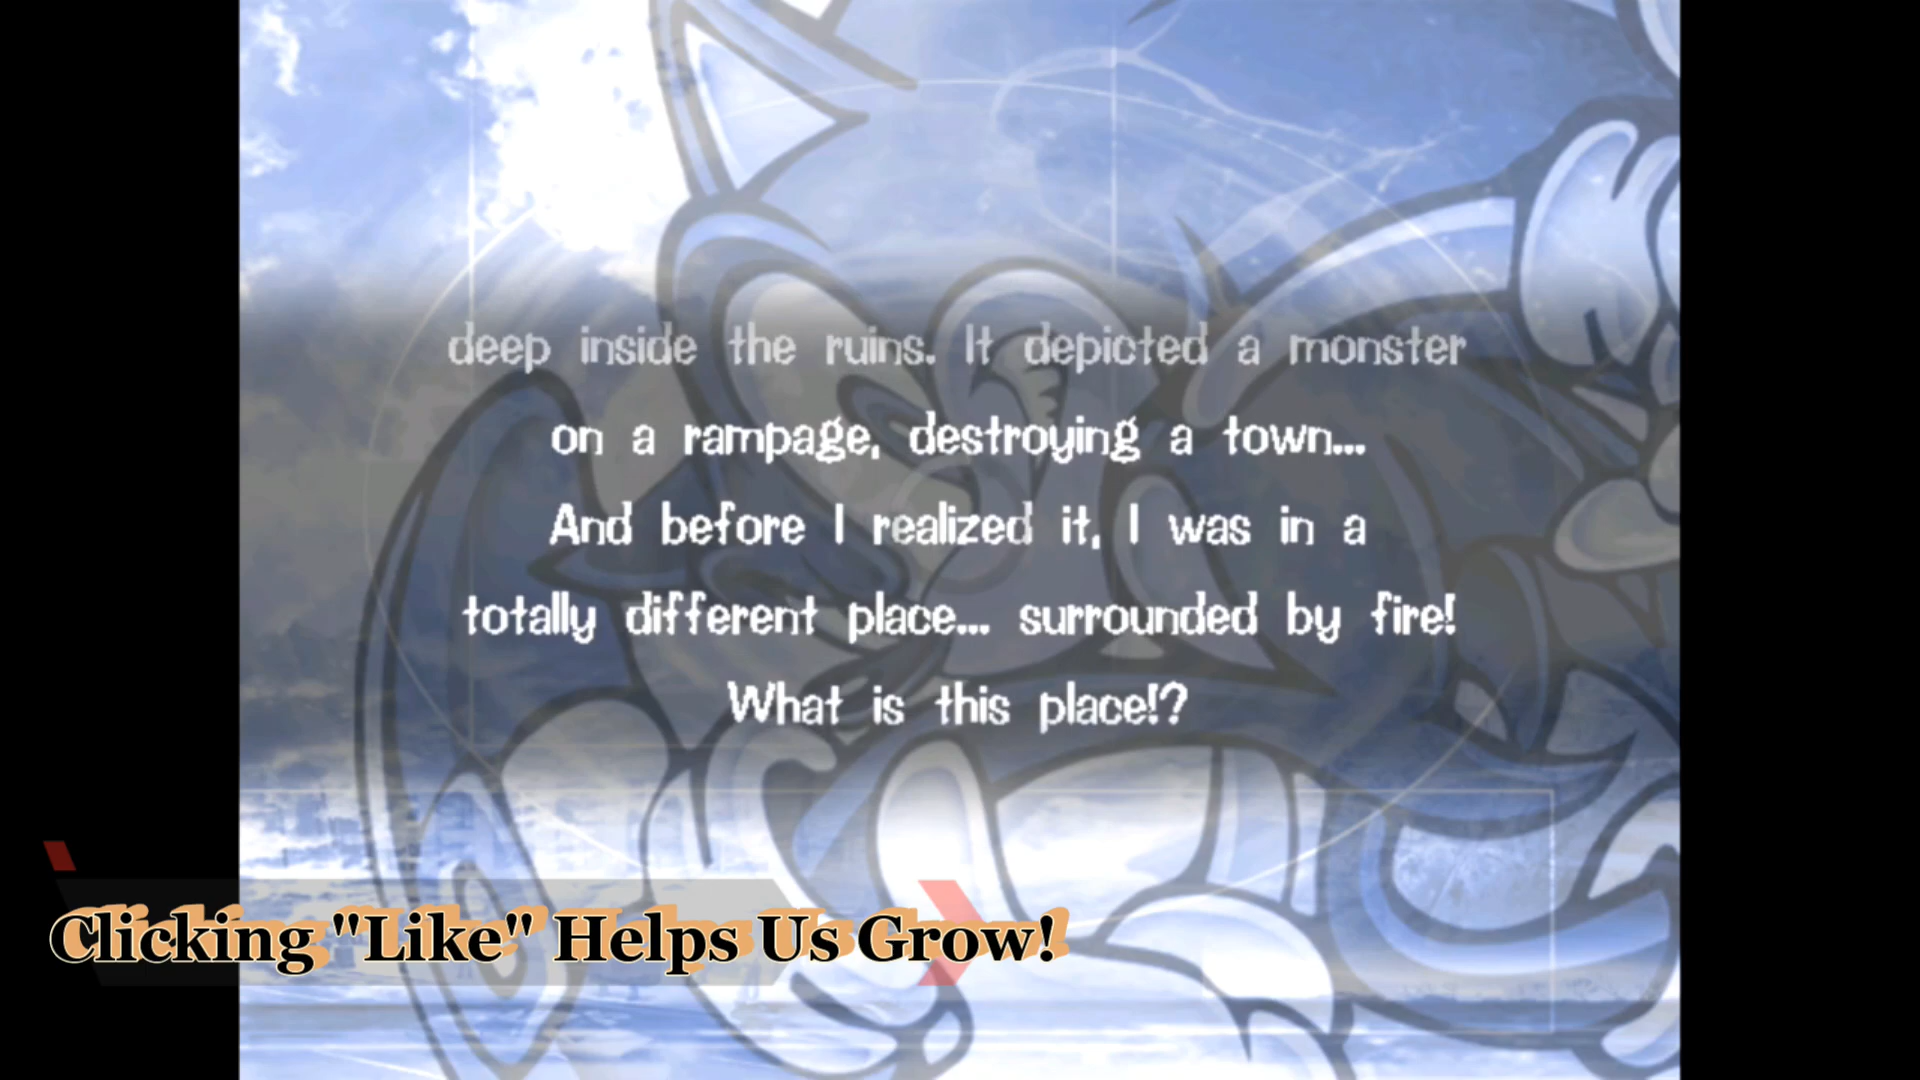 deep inside the ruins. It depicted a monster
on a rampage, destroying a town...
And before I realized it, I was in a
totally different place... surrounded by fire!
What is this place!?
Clicking "Like" Helps Us Grow!